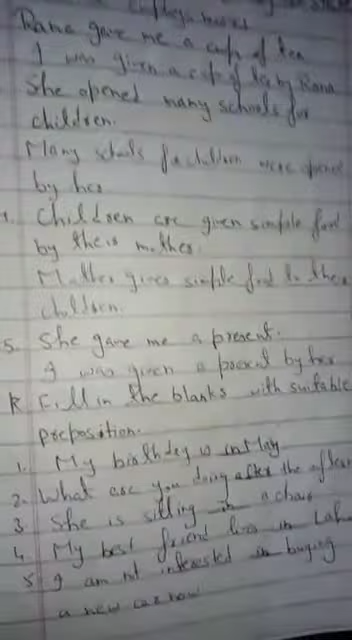 Rana gave me a cup of tea
I was given a cup of tea by Rana
She opened many schools for
children.
Many schools for children were opened
by her
Children are given simple food
by their mother.
Mother gives simple food to their
children.
5. She gave me a present.
I was given a present by her
R Fill in the blanks with suitable
preposition.
1. My birthday is in May
2. What are you doing after the
3. She is sitting in a chair
4. My best friend lives in
5 I am not interested in buying
a new car now